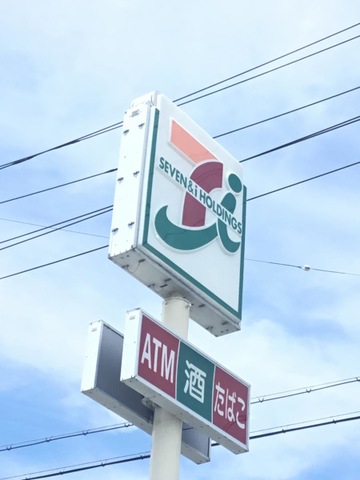 SEVEN&i HOLDINGS
ATM 酒 たばこ